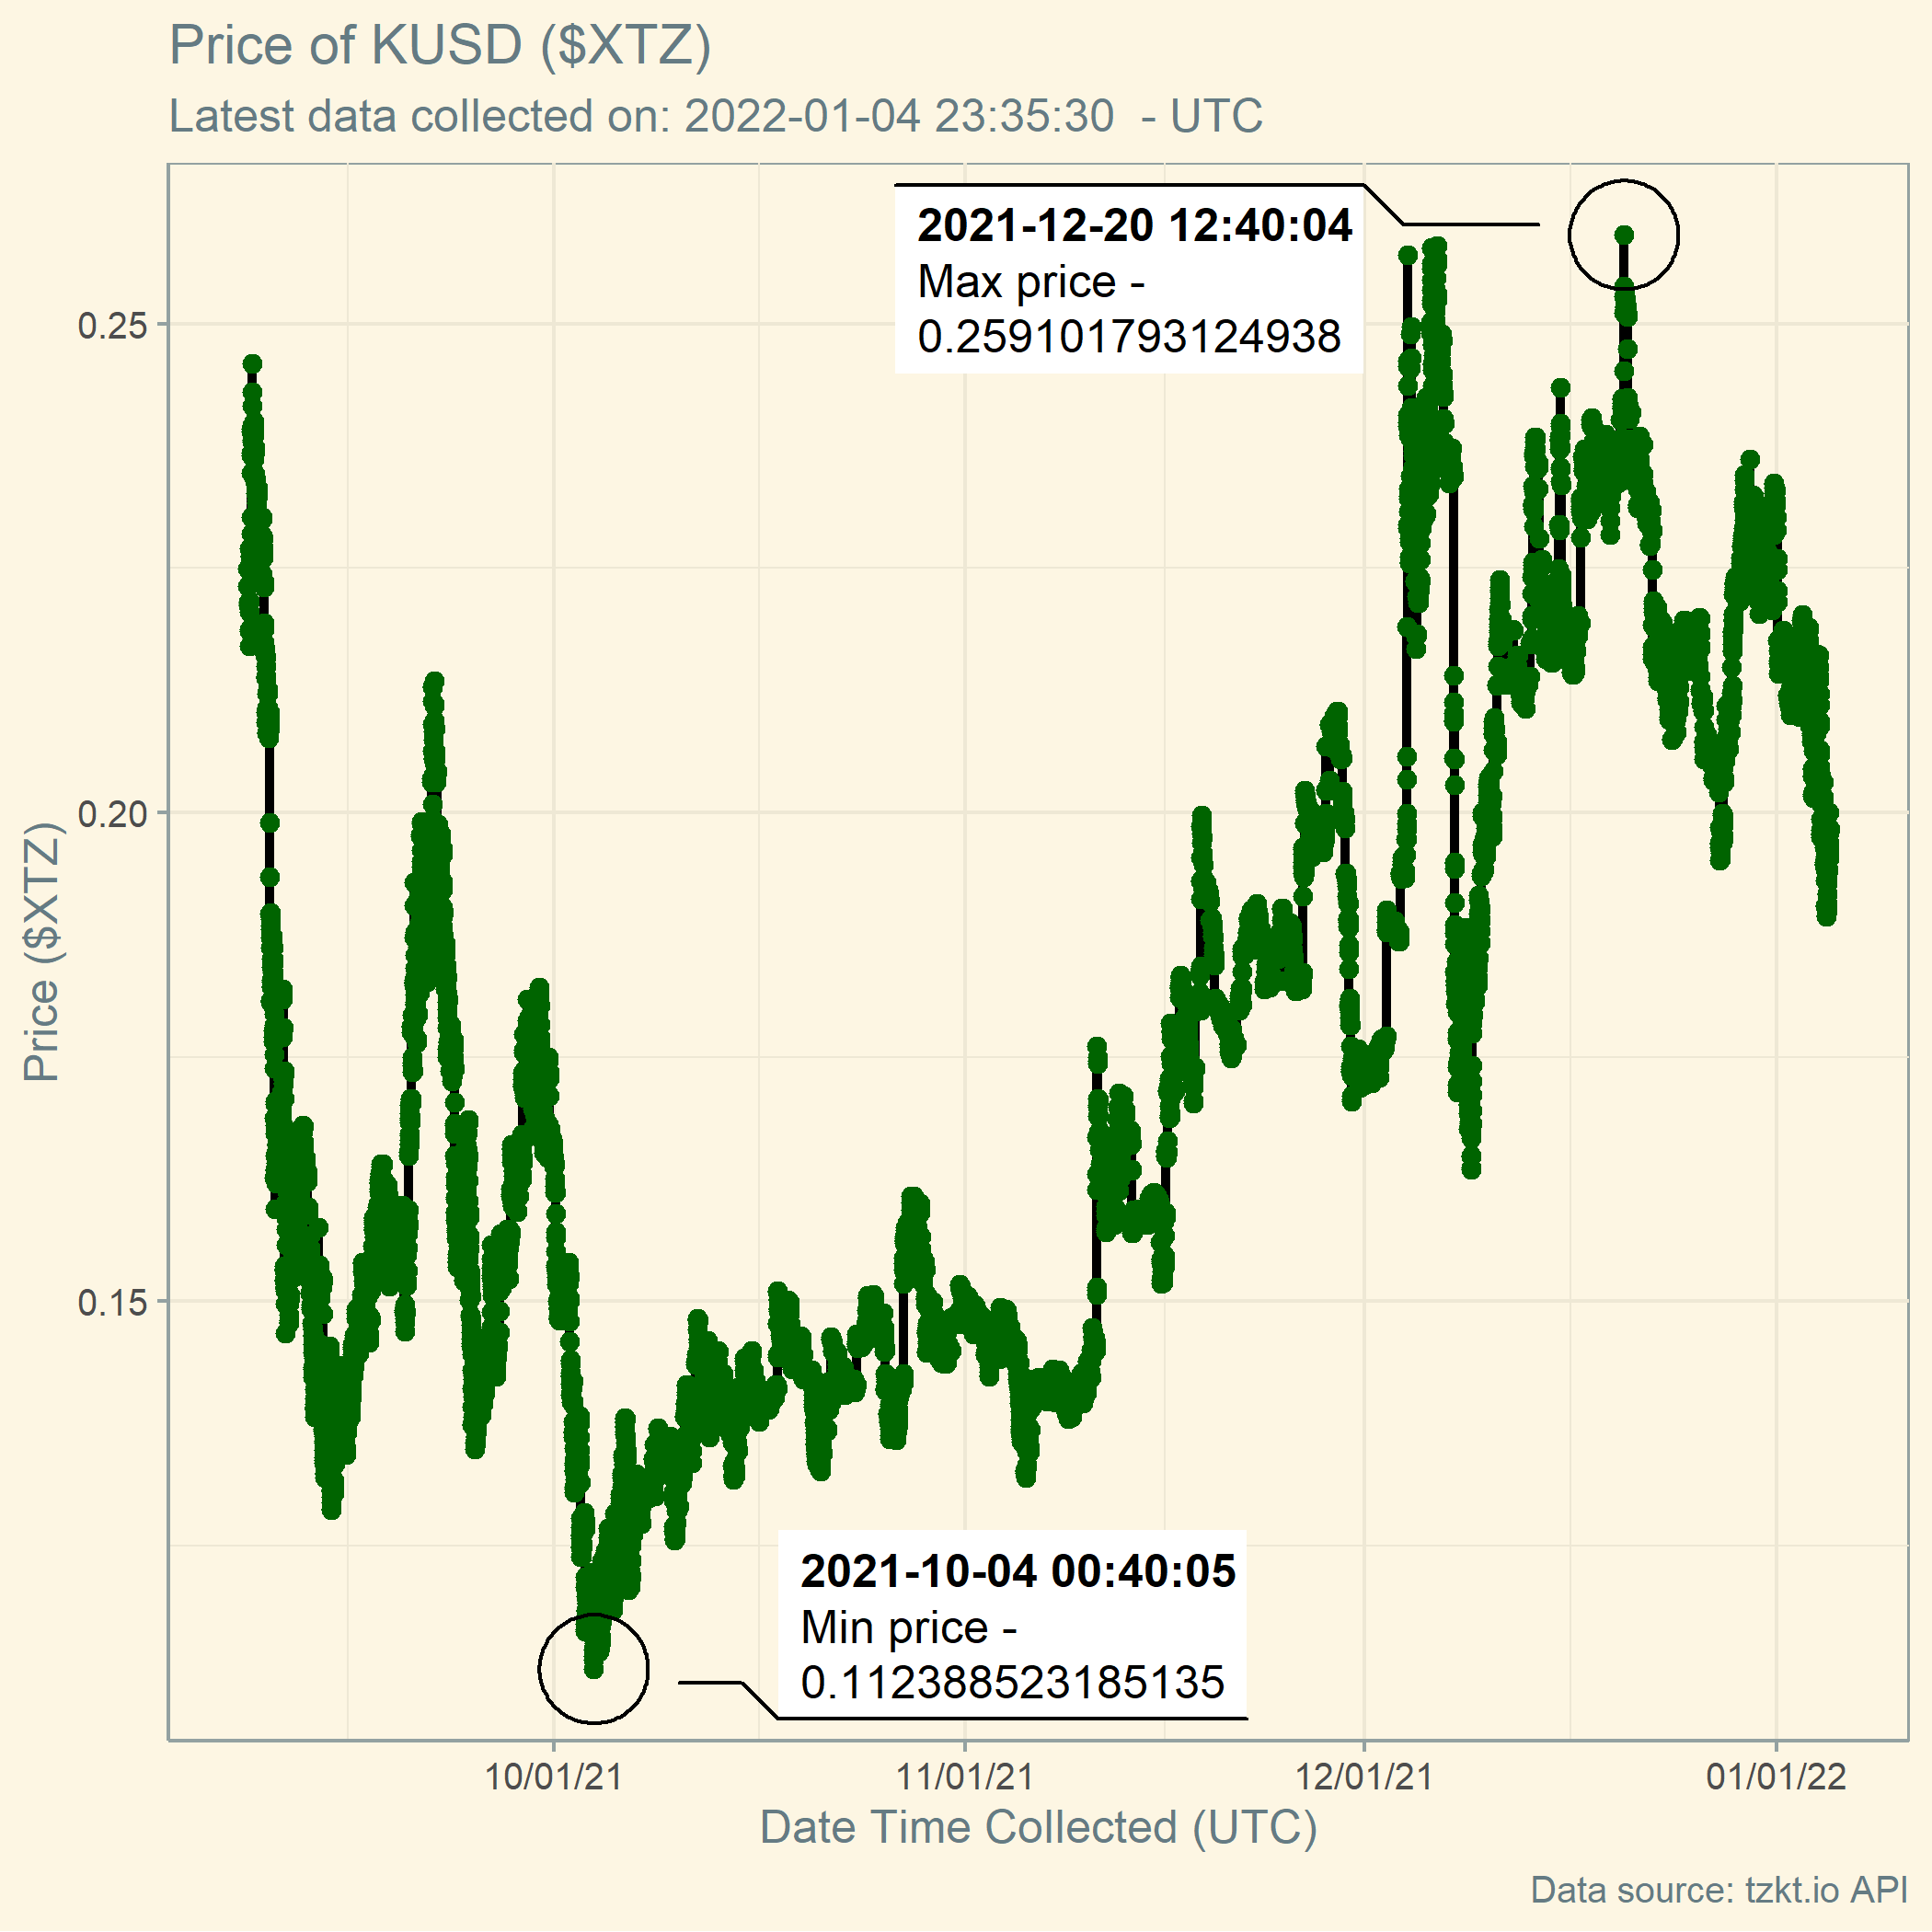 Price of KUSD ($XTZ)
Latest data collected on: 2022-01-04 23:35:30  - UTC
2021-12-20 12:40:04
Max price -
0.259101793124938
0.25
0.20
0.15
Price ($XTZ)
2021-10-04 00:40:05
Min price -
0.112388523185135
10/01/21
11/01/21
12/01/21
01/01/22
Date Time Collected (UTC)
Data source: tzkt.io API